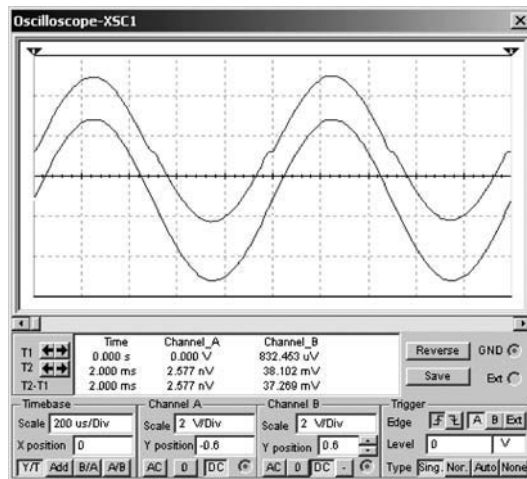 Oscilloscope-XSC1
Time Channel_A Channel_B
T1 0.000 s 0.000 V 832.463 uV
T2 2.000 ms 2.577 nV 38.102 mV
T2-T1 2.000 ms 2.577 nV 37.269 mV
Reverse GND
Save Ext
Timebase
Scale 200 us/Div
X position 0
Y/T Add B/A A/B
Channel A
Scale 2 V/Div
Y position -0.6
AC 0 DC
Channel B
Scale 2 V/Div
Y position 0.6
AC 0 DC -
Trigger
Edge A B Ext
Level 0 V
Type Sing. Nor. Auto None